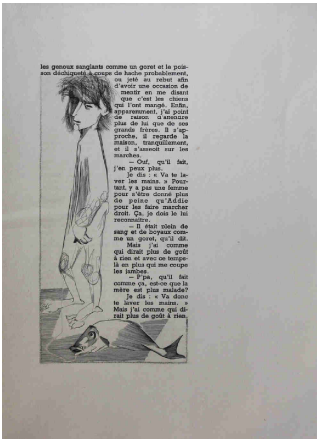 les genoux sanglants comme un goret et le pois-
son déchiqueté à coups de hache probablement,
ou jeté au rebut afin
d'avoir une occasion de
mentir en me disant
que c'est les chiens
qui l'ont mangé. Enfin,
apparemment, j'ai point
de raison d'attendre
plus de lui que de ses
grands frères. Il s'ap-
proche, il regarde la
maison, tranquillement,
et il s'asseoit sur les
marches.
— Ouf, qu'il fait,
j'en peux plus.
Je dis : « Va te la-
ver les mains. » Pour-
tant, y a pas une femme
pour s'être donné plus
de peine qu'Addie
pour les faire marcher
droit. Ça, je dois le lui
reconnaître.
— Il était plein de
sang et de boyaux com-
me un goret, qu'il dit.
Mais j'ai comme
qui dirait plus de goût
à rien et avec ce temps-
là en plus qui me coupe
les jambes.
— P'pa, qu'il fait
comme ça, est-ce que la
mère est plus malade?
Je dis : « Va donc
te laver les mains. »
Mais j'ai comme qui di-
rait plus de goût à rien.